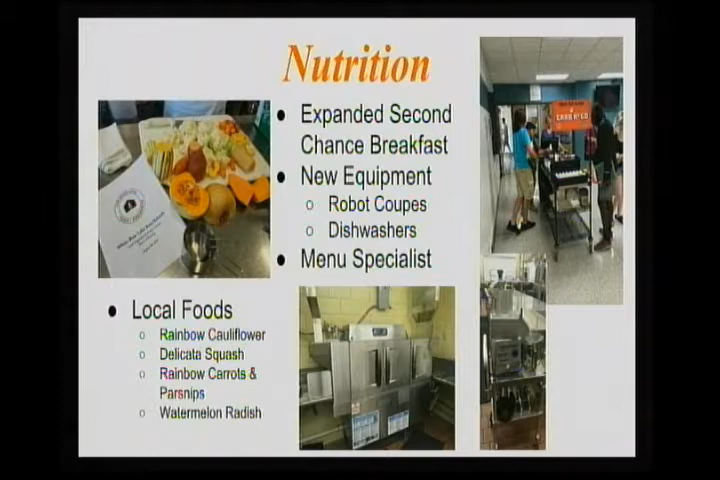 Nutrition
● Expanded Second
Chance Breakfast
● New Equipment
○ Robot Coupes
○ Dishwashers
● Menu Specialist
● Local Foods
○ Rainbow Cauliflower
○ Delicata Squash
○ Rainbow Carrots &
Parsnips
○ Watermelon Radish